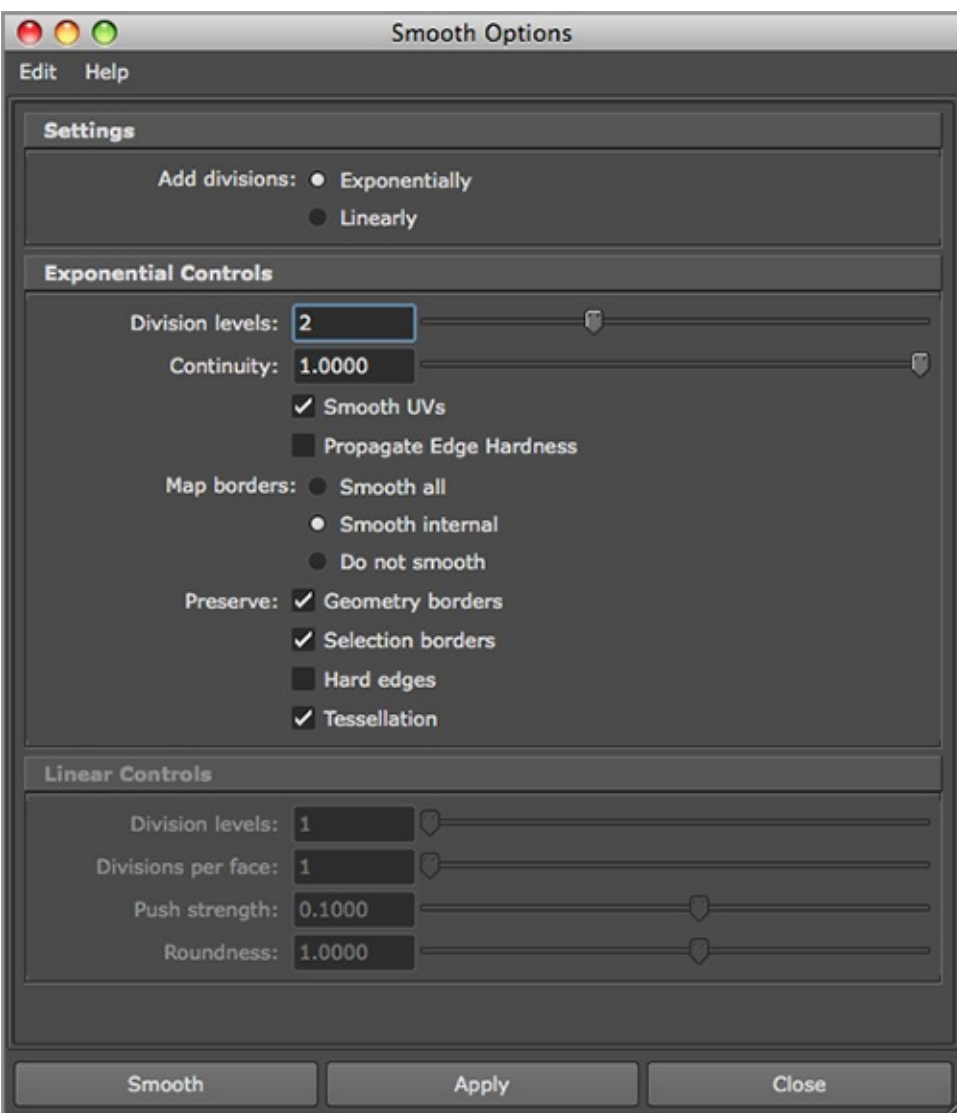 Smooth Options
Edit Help
Settings
Add divisions: Exponentially
Linearly
Exponential Controls
Division levels: 2
Continuity: 1.0000
Smooth UVs
Propagate Edge Hardness
Map borders: Smooth all
Smooth internal
Do not smooth
Preserve: Geometry borders
Selection borders
Hard edges
Tessellation
Linear Controls
Division levels: 1
Divisions per face: 1
Push strength: 0.1000
Roundness: 1.0000
Smooth Apply Close